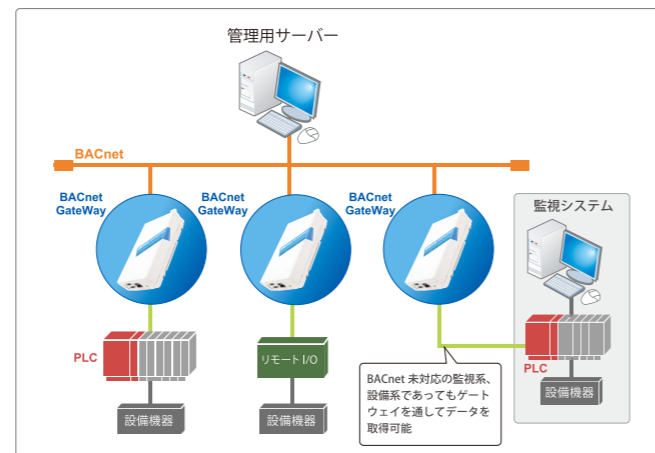 管理用サーバー
BACnet
BACnet
GateWay
BACnet
GateWay
BACnet
GateWay
監視システム
PLC
リモート I/O
PLC
設備機器
設備機器
設備機器
BACnet 未対応の監視系、
設備系であってもゲート
ウェイを通してデータを
取得可能